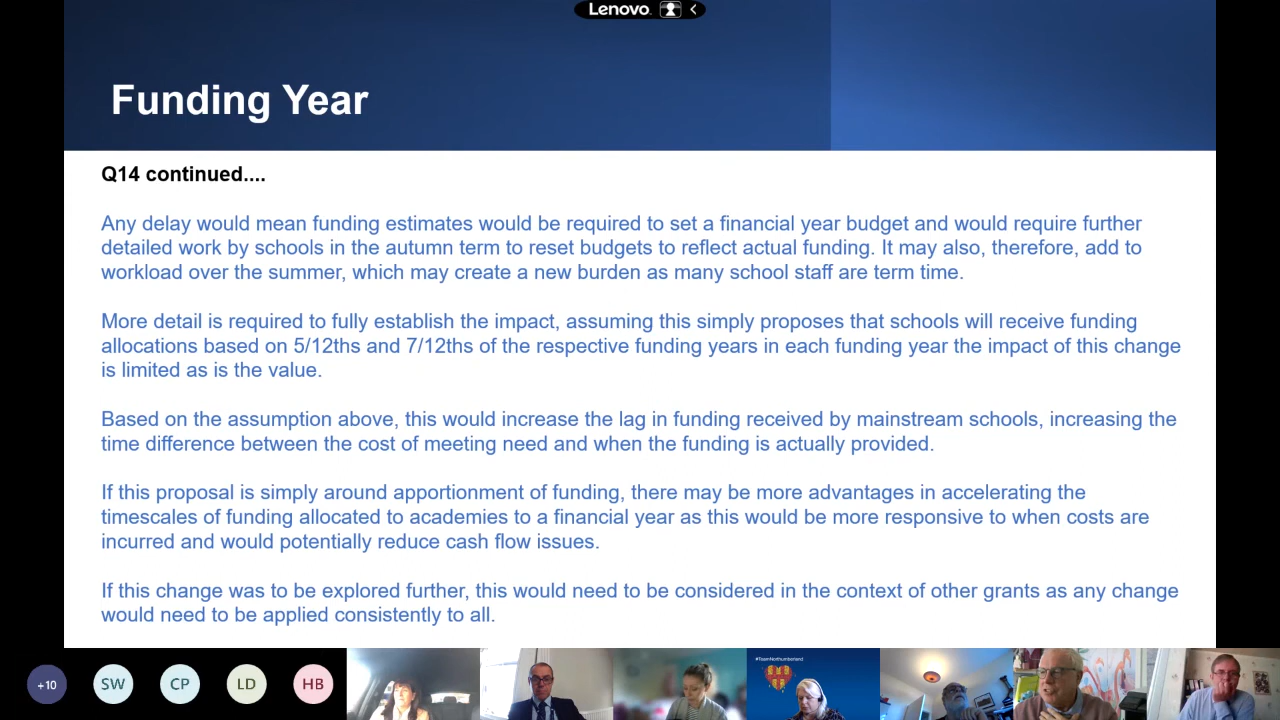 Lenovo
Funding Year
Q14 continued....
Any delay would mean funding estimates would be required to set a financial year budget and would require further
detailed work by schools in the autumn term to reset budgets to reflect actual funding. It may also, therefore, add to
workload over the summer, which may create a new burden as many school staff are term time.
More detail is required to fully establish the impact, assuming this simply proposes that schools will receive funding
allocations based on 5/12ths and 7/12ths of the respective funding years in each funding year the impact of this change
is limited as is the value.
Based on the assumption above, this would increase the lag in funding received by mainstream schools, increasing the
time difference between the cost of meeting need and when the funding is actually provided.
If this proposal is simply around apportionment of funding, there may be more advantages in accelerating the
timescales of funding allocated to academies to a financial year as this would be more responsive to when costs are
incurred and would potentially reduce cash flow issues.
If this change was to be explored further, this would need to be considered in the context of other grants as any change
would need to be applied consistently to all.
+10 SW CP LD HB
#TeamNorthumberland